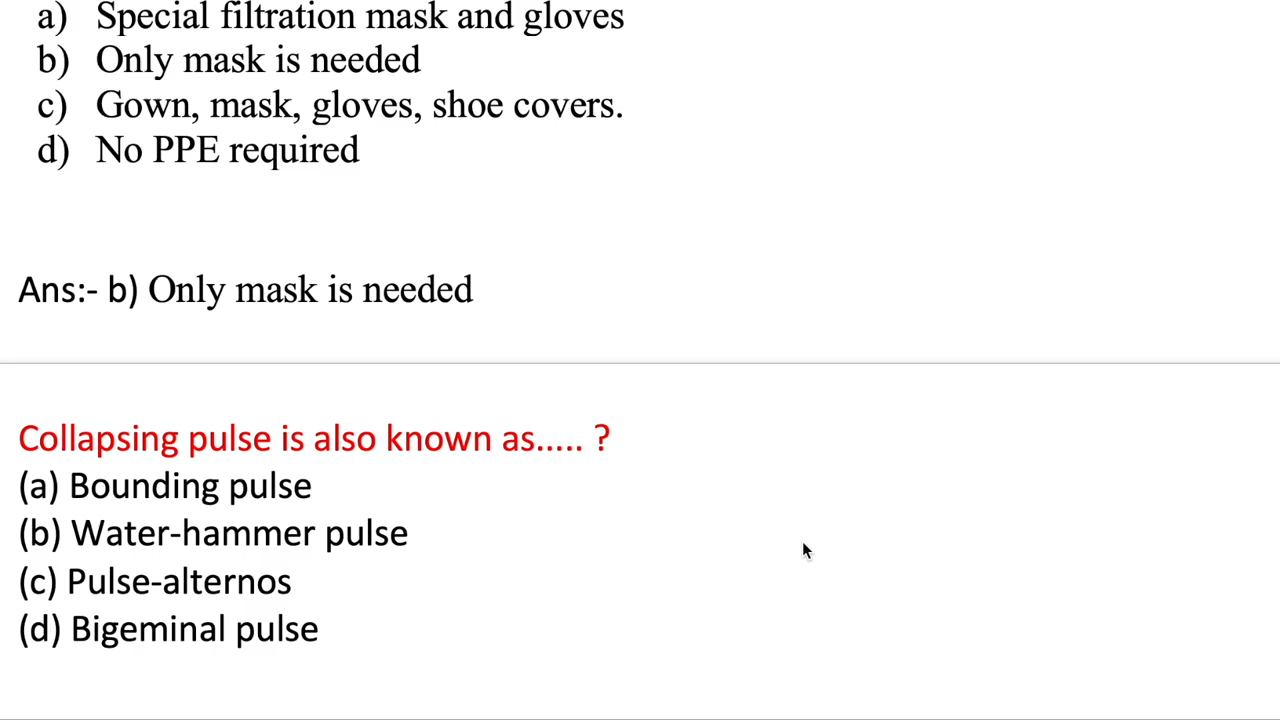 a) Special filtration mask and gloves
b) Only mask is needed
c) Gown, mask, gloves, shoe covers.
d) No PPE required
Ans:- b) Only mask is needed
Collapsing pulse is also known as..... ?
(a) Bounding pulse
(b) Water-hammer pulse
(c) Pulse-alternos
(d) Bigeminal pulse